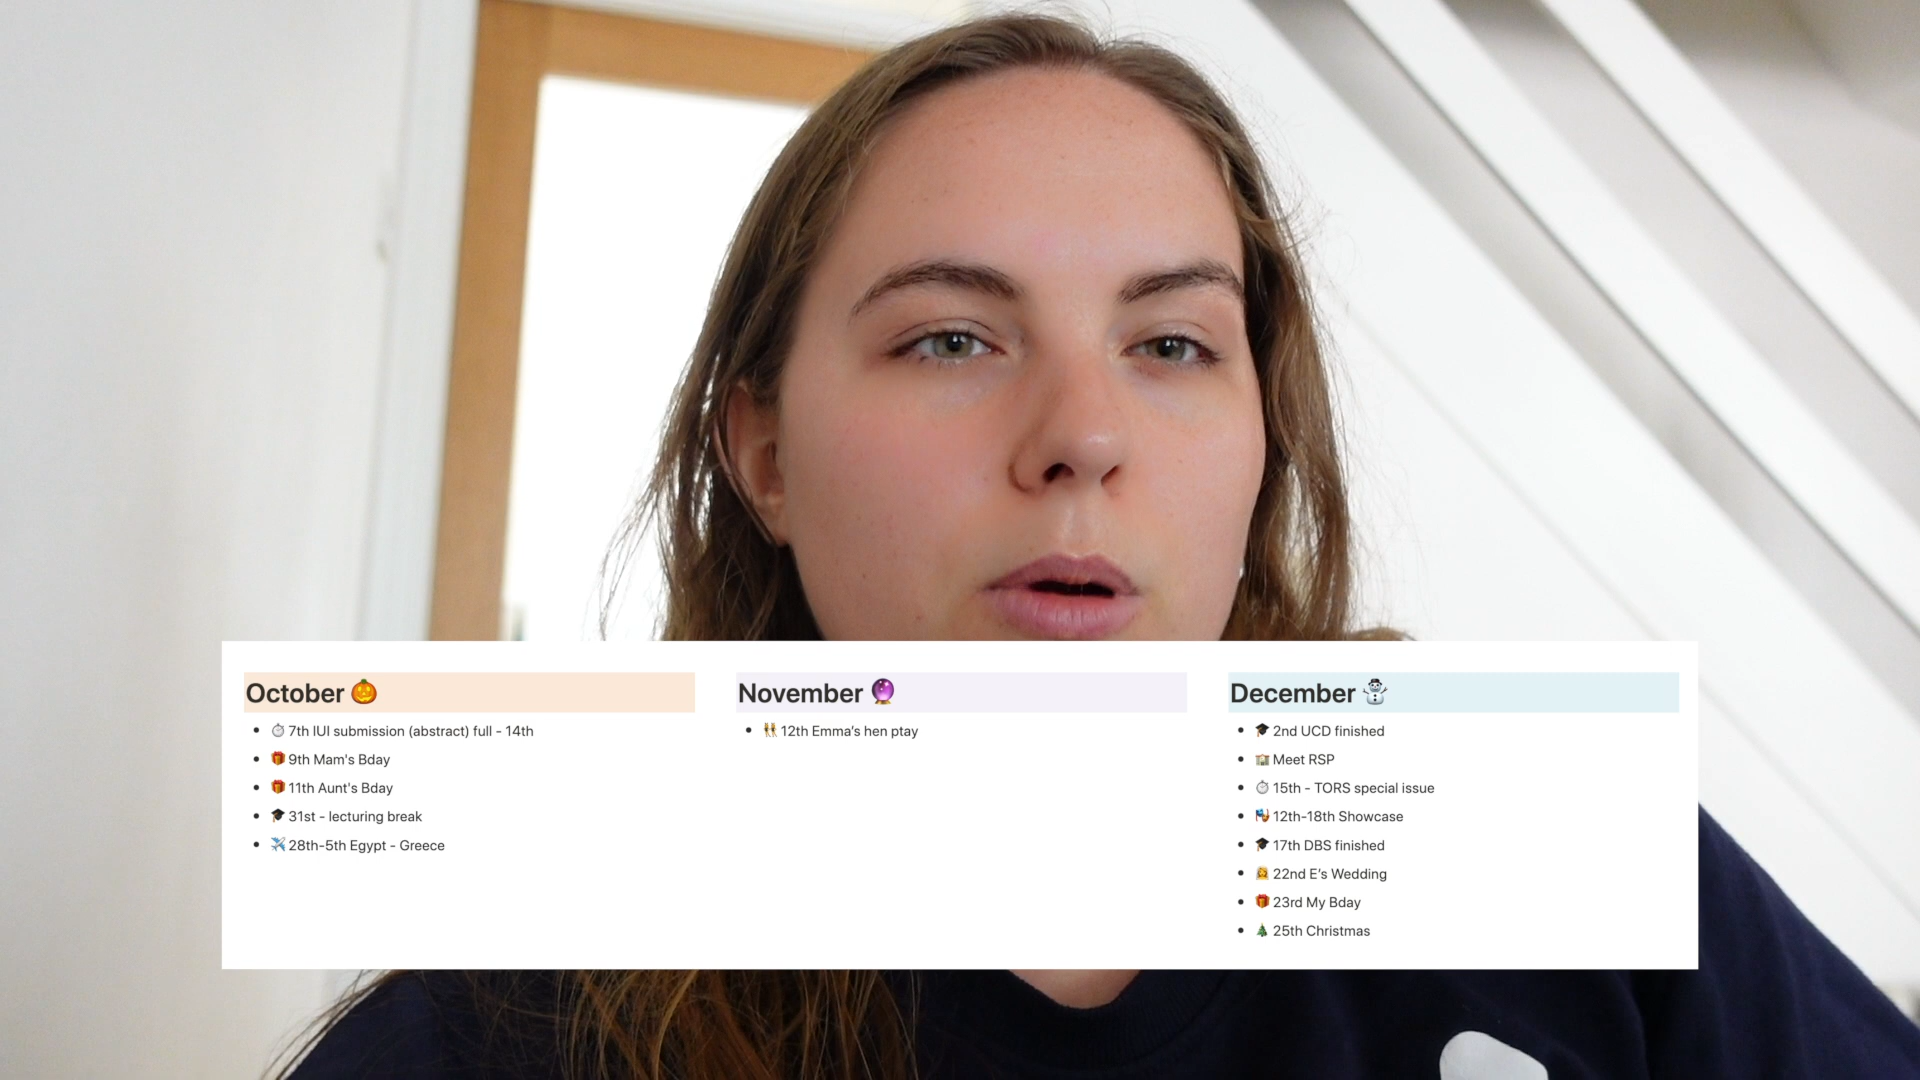 October 🎃
⏱ 7th IUI submission (abstract) full - 14th
🎁 9th Mam's Bday
🎁 11th Aunt's Bday
🎓 31st - lecturing break
✈️ 28th-5th Egypt - Greece
November 🔮
👯 12th Emma's hen ptay
December ☃️
🎓 2nd UCD finished
🏫 Meet RSP
⏱ 15th - TORS special issue
🎭 12th-18th Showcase
🎓 17th DBS finished
👰 22nd E's Wedding
🎁 23rd My Bday
🎄 25th Christmas